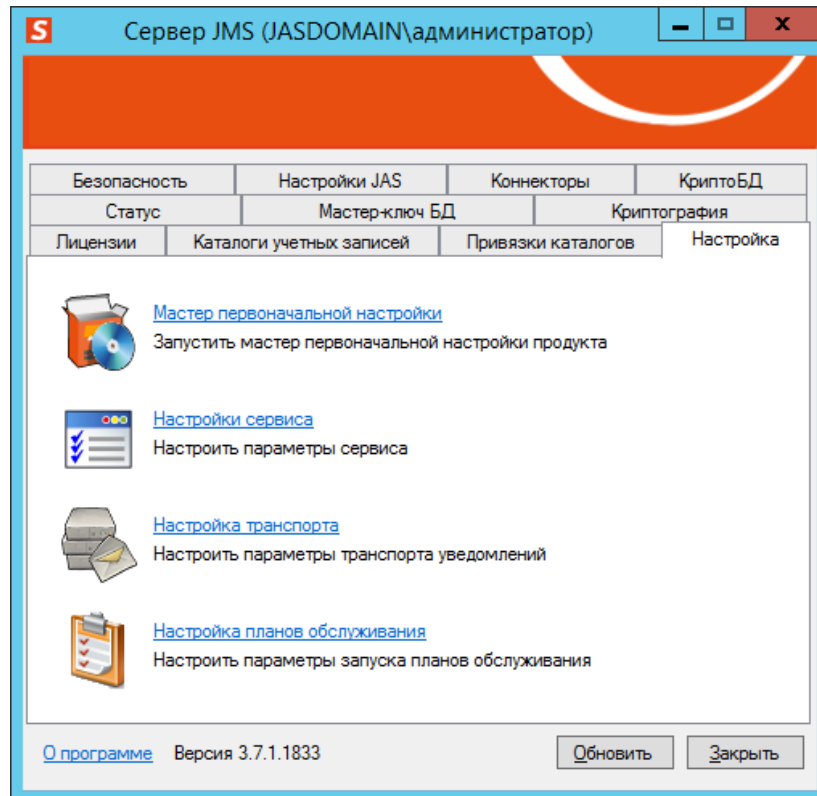 S
Сервер JMS (JASDOMAIN\администратор)
Безопасность Настройки JAS Коннекторы КриптоБД
Статус Мастер-ключ БД Криптография
Лицензии Каталоги учетных записей Привязки каталогов Настройка
Мастер первоначальной настройки
Запустить мастер первоначальной настройки продукта
Настройки сервиса
Настроить параметры сервиса
Настройка транспорта
Настроить параметры транспорта уведомлений
Настройка планов обслуживания
Настроить параметры запуска планов обслуживания
О программе Версия 3.7.1.1833 Обновить Закрыть